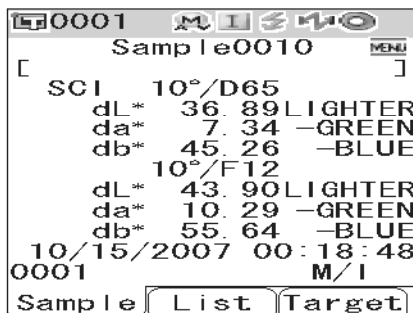 0001 M I
Sample0010 MENU
[ ]
SCI 10°/D65
dL* 36.89LIGHTER
da* 7.34 -GREEN
db* 45.26 -BLUE
10°/F12
dL* 43.90LIGHTER
da* 10.29 -GREEN
db* 55.64 -BLUE
10/15/2007 00:18:48
0001 M/I
Sample List Target